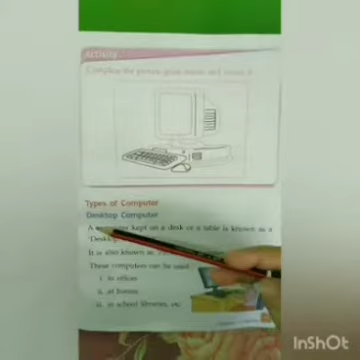 Activity
Complete the picture given below and colour it.
Types of Computer
Desktop Computer
A computer kept on a desk or a table is known as a
'Desktop
It is also known as
These computers can be used
i. in offices
ii. at homes
iii. in school libraries, etc.
InShOt